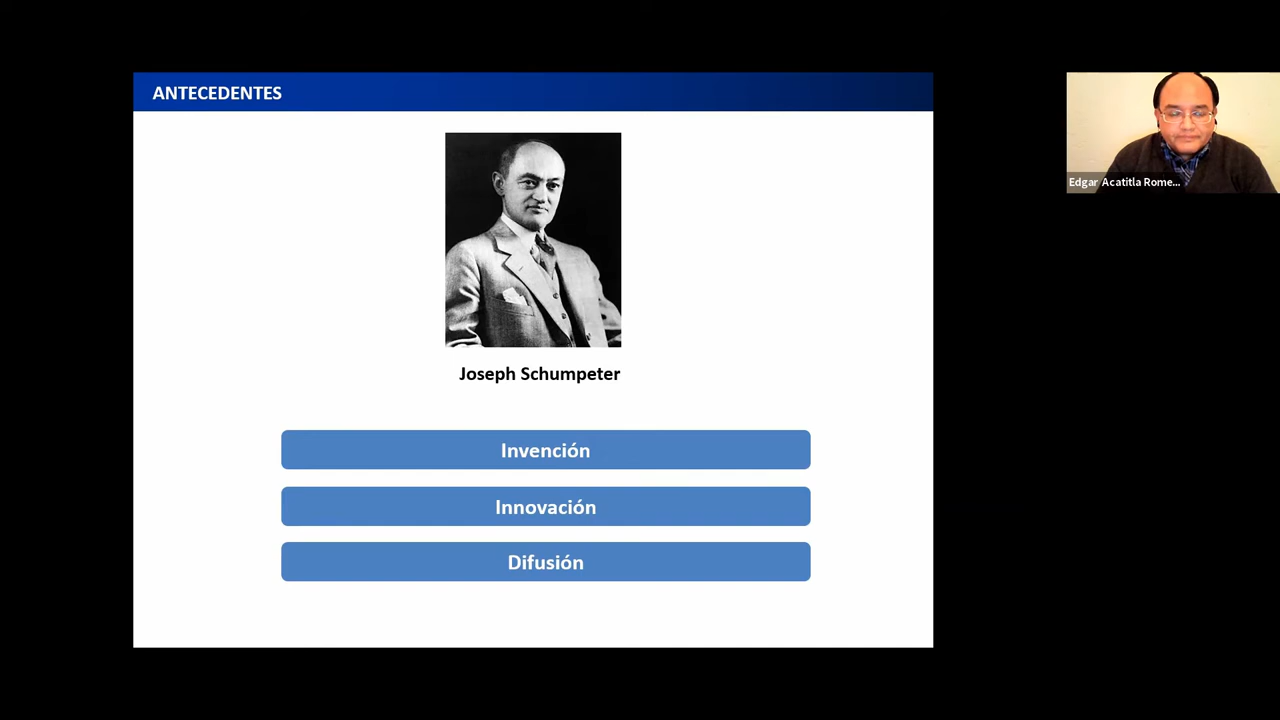 ANTECEDENTES
Edgar Acatitla Rome...
Joseph Schumpeter
Invención
Innovación
Difusión